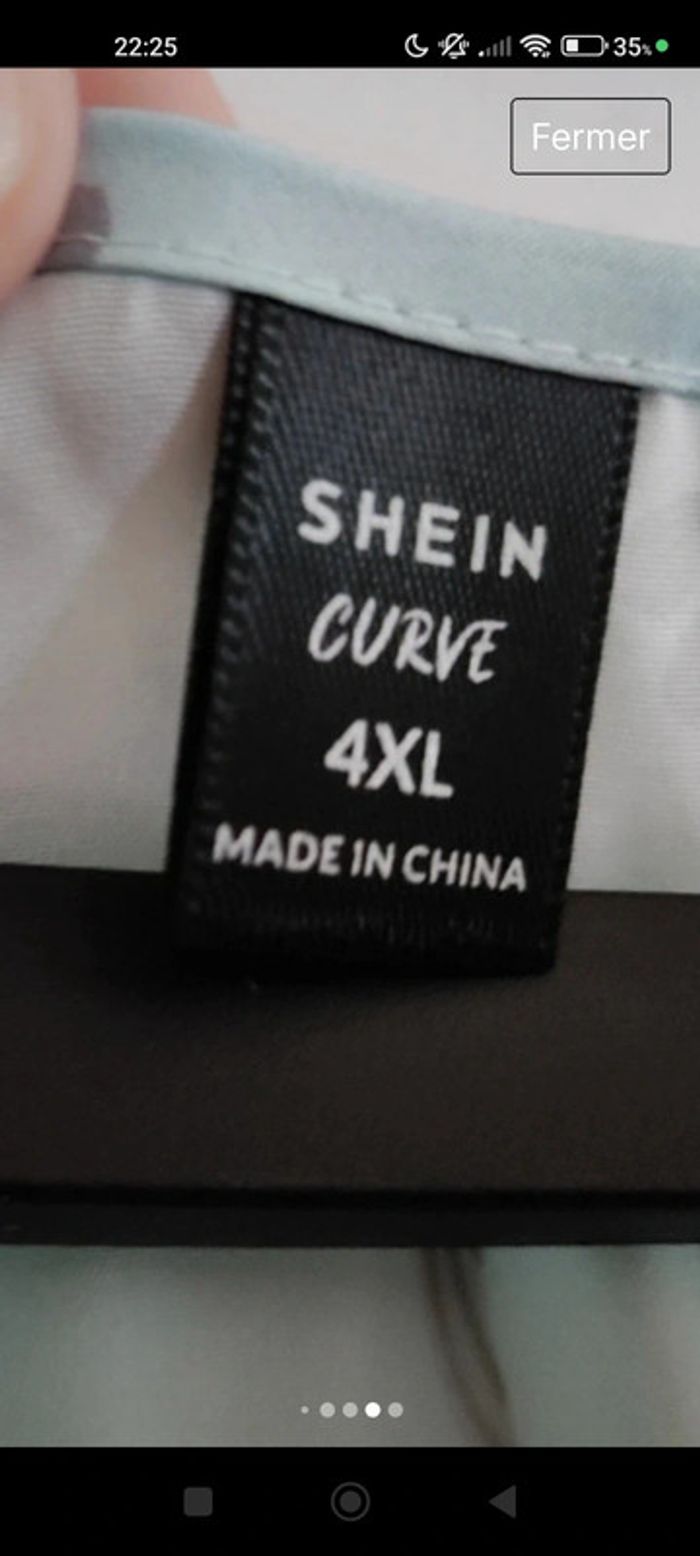 22:25
35%
Fermer
SHEIN
CURVE
4XL
MADE IN CHINA